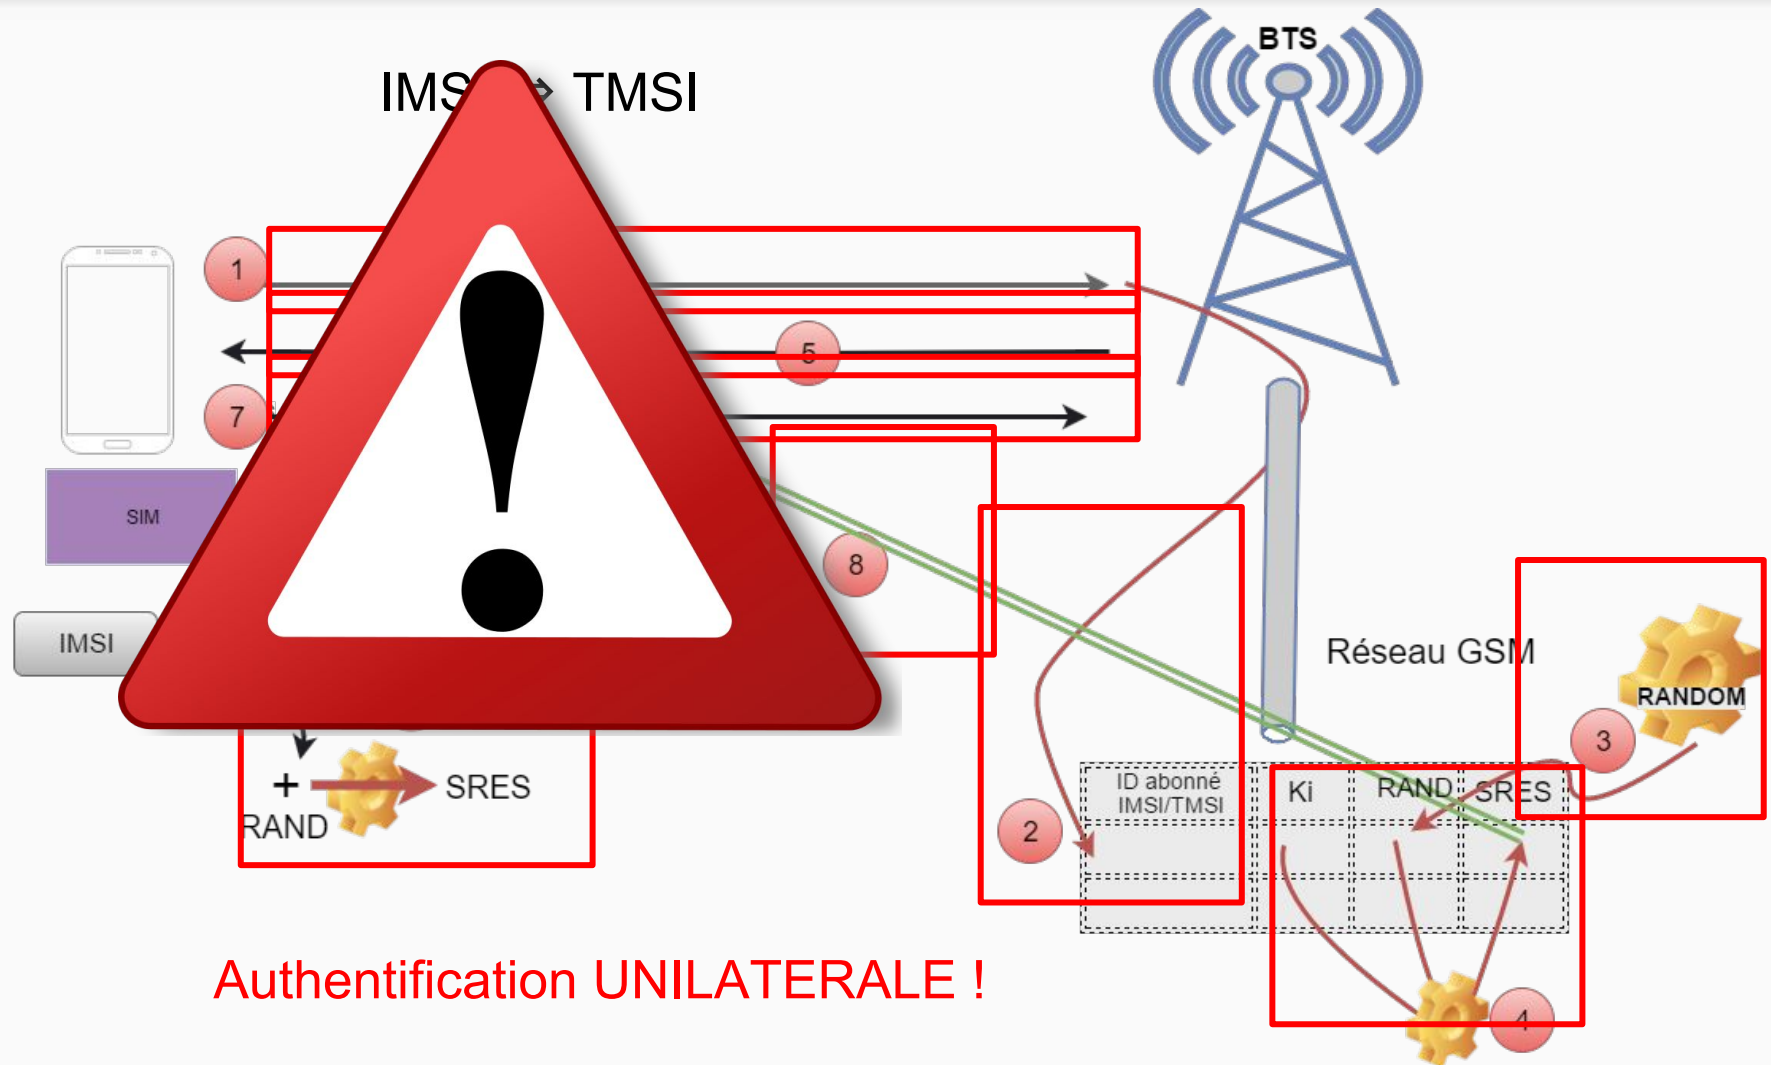 BTS
TMSI
1
5
7
SIM
8
IMSI
Réseau GSM
RANDOM
3
ID abonné
IMSI/TMSI
Ki
RAND
SRES
+
SRES
RAND
2
4
Authentification UNILATERALE !